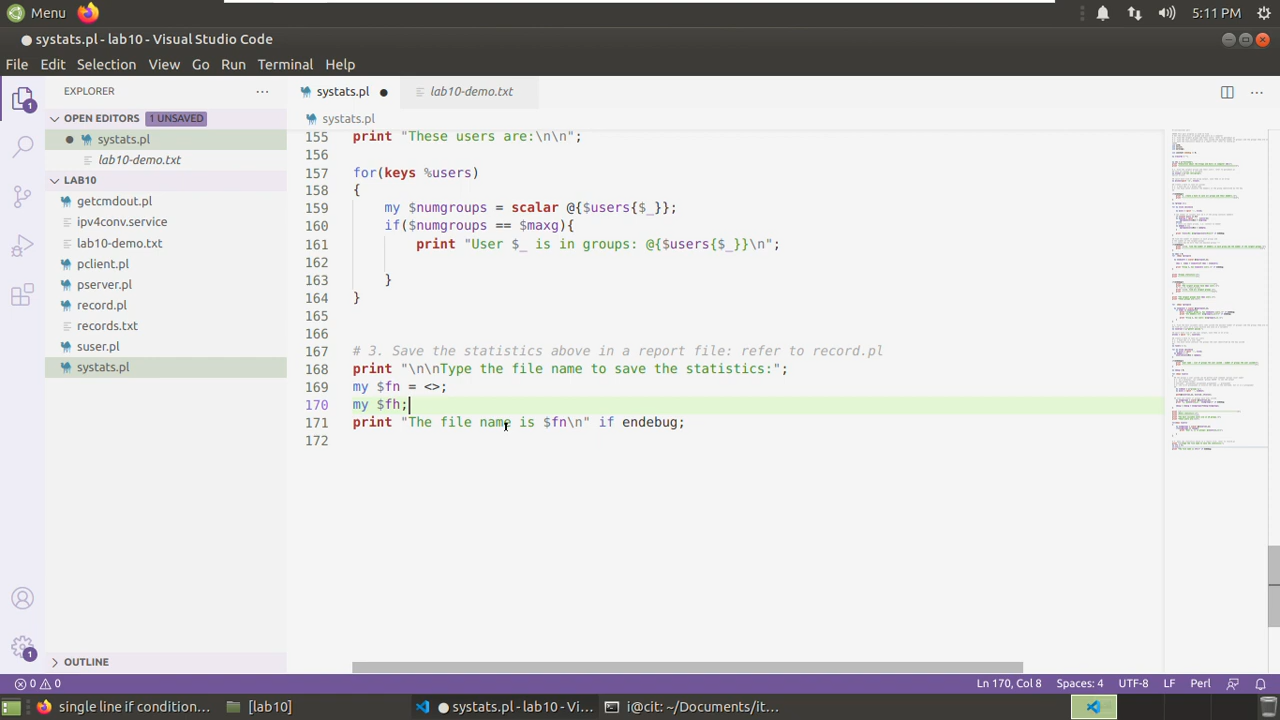 Menu 5:11 PM
systats.pl - lab10 - Visual Studio Code
File Edit Selection View Go Run Terminal Help
EXPLORER systats.pl lab10-demo.txt
OPEN EDITORS 1 UNSAVED systats.pl
systats.pl
lab10-demo.txt
LAB10
getcmdout.pl
ipv4conv.service
lab10-demo.txt
pclient.pl
pserver.pl
record.pl
records.txt
suser.pl
systats.pl
155 print "These users are:\n\n";
156
157 for(keys %users)
158 {
159 my $numgroups = scalar @{$users{$_}};
160 if($numgroups == $maxg){
161 print "User $_ is in groups: @{$users{$_}}\n";
162
163 }
164 }
165
166
167 # 3. Save the statistics above in a report file: refer to record.pl
168 print "\n\nType the file name to save the statistics:";
169 my $fn = <>;
170 my $fh;
171 print "The file name is $fn\n" if endebug;
172
OUTLINE
0 0 Ln 170, Col 8 Spaces: 4 UTF-8 LF Perl
single line if condition... [lab10] systats.pl - lab10 - Vi... i@cit: ~/Documents/it...